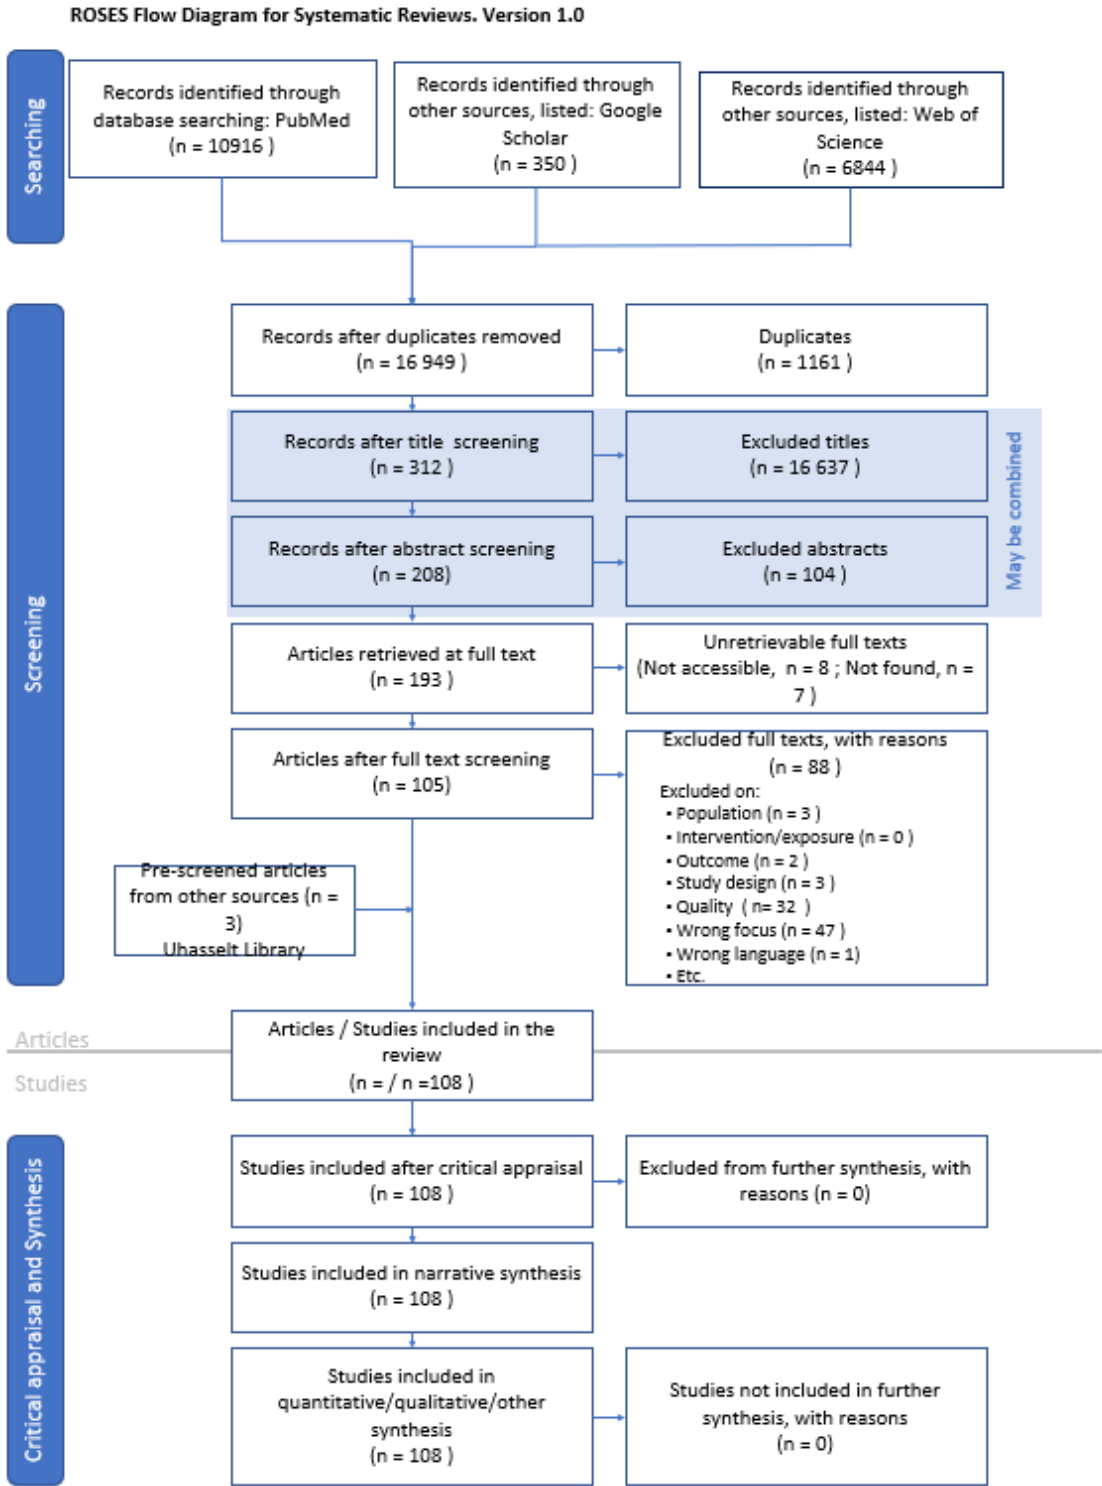 ROSES Flow Diagram for Systematic Reviews. Version 1.0
Searching
Records identified through
database searching: PubMed
(n = 10916 )
Records identified through
other sources, listed: Google
Scholar
(n = 350 )
Records identified through
other sources, listed: Web of
Science
(n = 6844 )
Screening
Records after duplicates removed
(n = 16 949 )
Duplicates
(n = 1161 )
Records after title  screening
(n = 312 )
Excluded titles
(n = 16 637 )
May be combined
Records after abstract screening
(n = 208)
Excluded abstracts
(n = 104 )
Articles retrieved at full text
(n = 193 )
Unretrievable full texts
(Not accessible,  n = 8 ; Not found, n =
7 )
Articles after full text screening
(n = 105)
Excluded full texts, with reasons
(n = 88 )
Excluded on:
▪ Population (n = 3 )
▪ Intervention/exposure (n = 0 )
▪ Outcome (n = 2 )
▪ Study design (n = 3 )
▪ Quality  ( n= 32  )
▪ Wrong focus (n = 47 )
▪ Wrong language (n = 1)
▪ Etc.
Pre-screened articles
from other sources (n =
3)
Uhasselt Library
Articles / Studies included in the
review
(n = / n =108 )
Articles
Studies
Critical appraisal and Synthesis
Studies included after critical appraisal
(n = 108 )
Excluded from further synthesis, with
reasons (n = 0)
Studies included in narrative synthesis
(n = 108 )
Studies included in
quantitative/qualitative/other
synthesis
(n = 108 )
Studies not included in further
synthesis, with reasons
(n = 0)